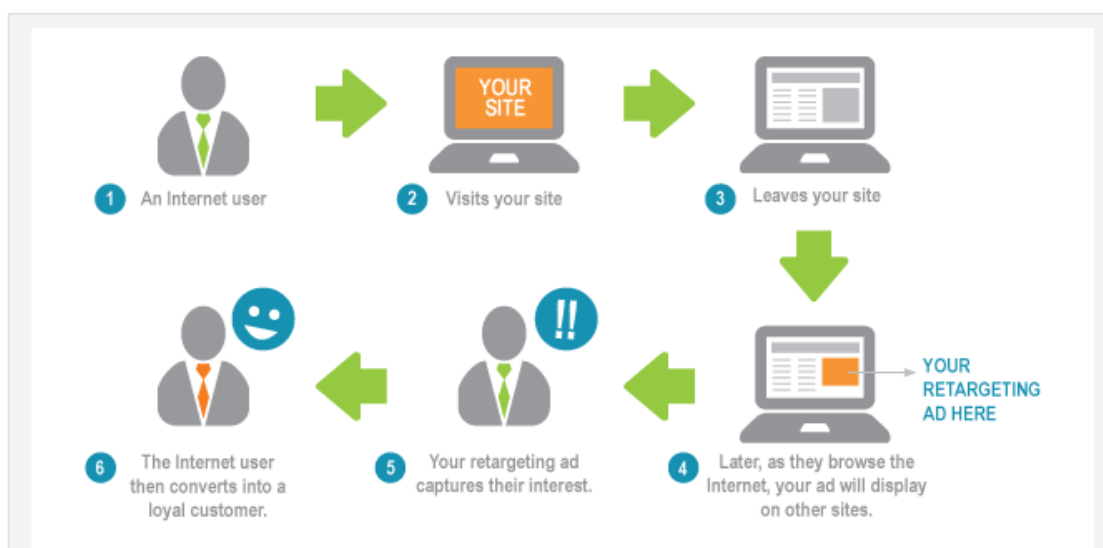 YOUR
SITE
1 An Internet user
2 Visits your site
3 Leaves your site
YOUR
RETARGETING
AD HERE
4 Later, as they browse the
Internet, your ad will display
on other sites.
5 Your retargeting ad
captures their interest.
6 The Internet user
then converts into a
loyal customer.
!!